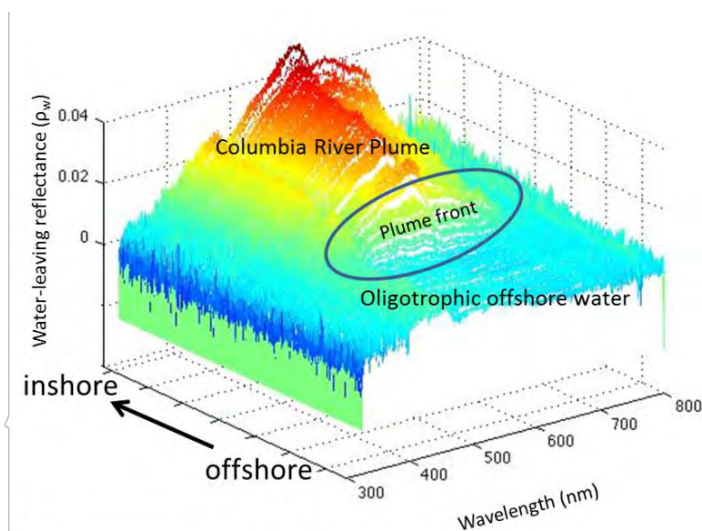 0.04
0.02
0
Water-leaving reflectance (ρw)
Columbia River Plume
Plume front
Oligotrophic offshore water
inshore
offshore
300
400
500
600
700
800
Wavelength (nm)